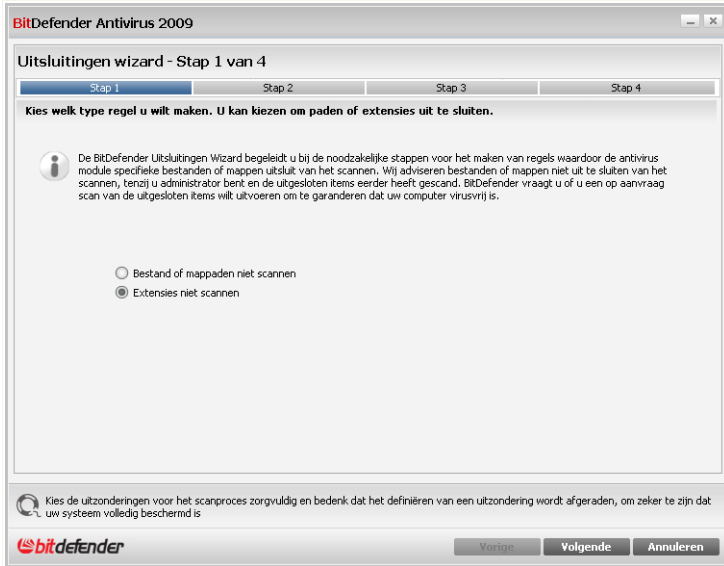 BitDefender Antivirus 2009
Uitsluitingen wizard - Stap 1 van 4
Stap 1 Stap 2 Stap 3 Stap 4
Kies welk type regel u wilt maken. U kan kiezen om paden of extensies uit te sluiten.
De BitDefender Uitsluitingen Wizard begeleidt u bij de noodzakelijke stappen voor het maken van regels waardoor de antivirus
module specifieke bestanden of mappen uitsluit van het scannen. Wij adviseren bestanden of mappen niet uit te sluiten van het
scannen, tenzij u administrator bent en de uitgesloten items eerder heeft gescand. BitDefender vraagt u of u een op aanvraag
scan van de uitgesloten items wilt uitvoeren om te garanderen dat uw computer virusvrij is.
Bestand of mappaden niet scannen
Extensies niet scannen
Kies de uitzonderingen voor het scanproces zorgvuldig en bedenk dat het definiëren van een uitzondering wordt afgeraden, om zeker te zijn dat
uw systeem volledig beschermd is
bitdefender Vorige Volgende Annuleren